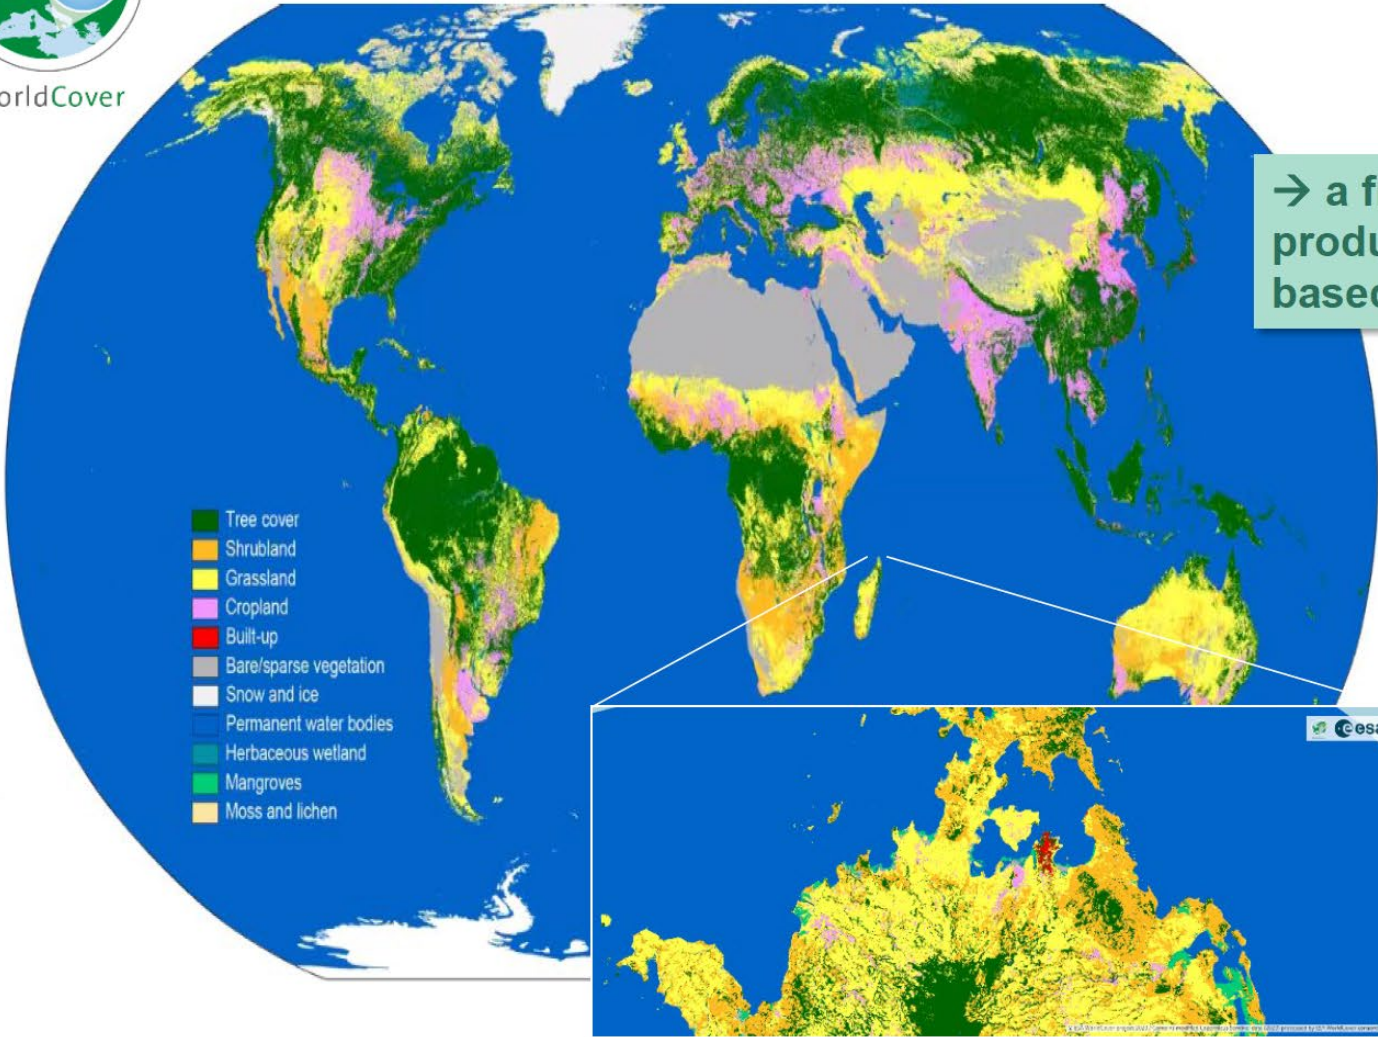 orldCover
→ a f
produ
based
Tree cover
Shrubland
Grassland
Cropland
Built-up
Bare/sparse vegetation
Snow and ice
Permanent water bodies
Herbaceous wetland
Mangroves
Moss and lichen
esa